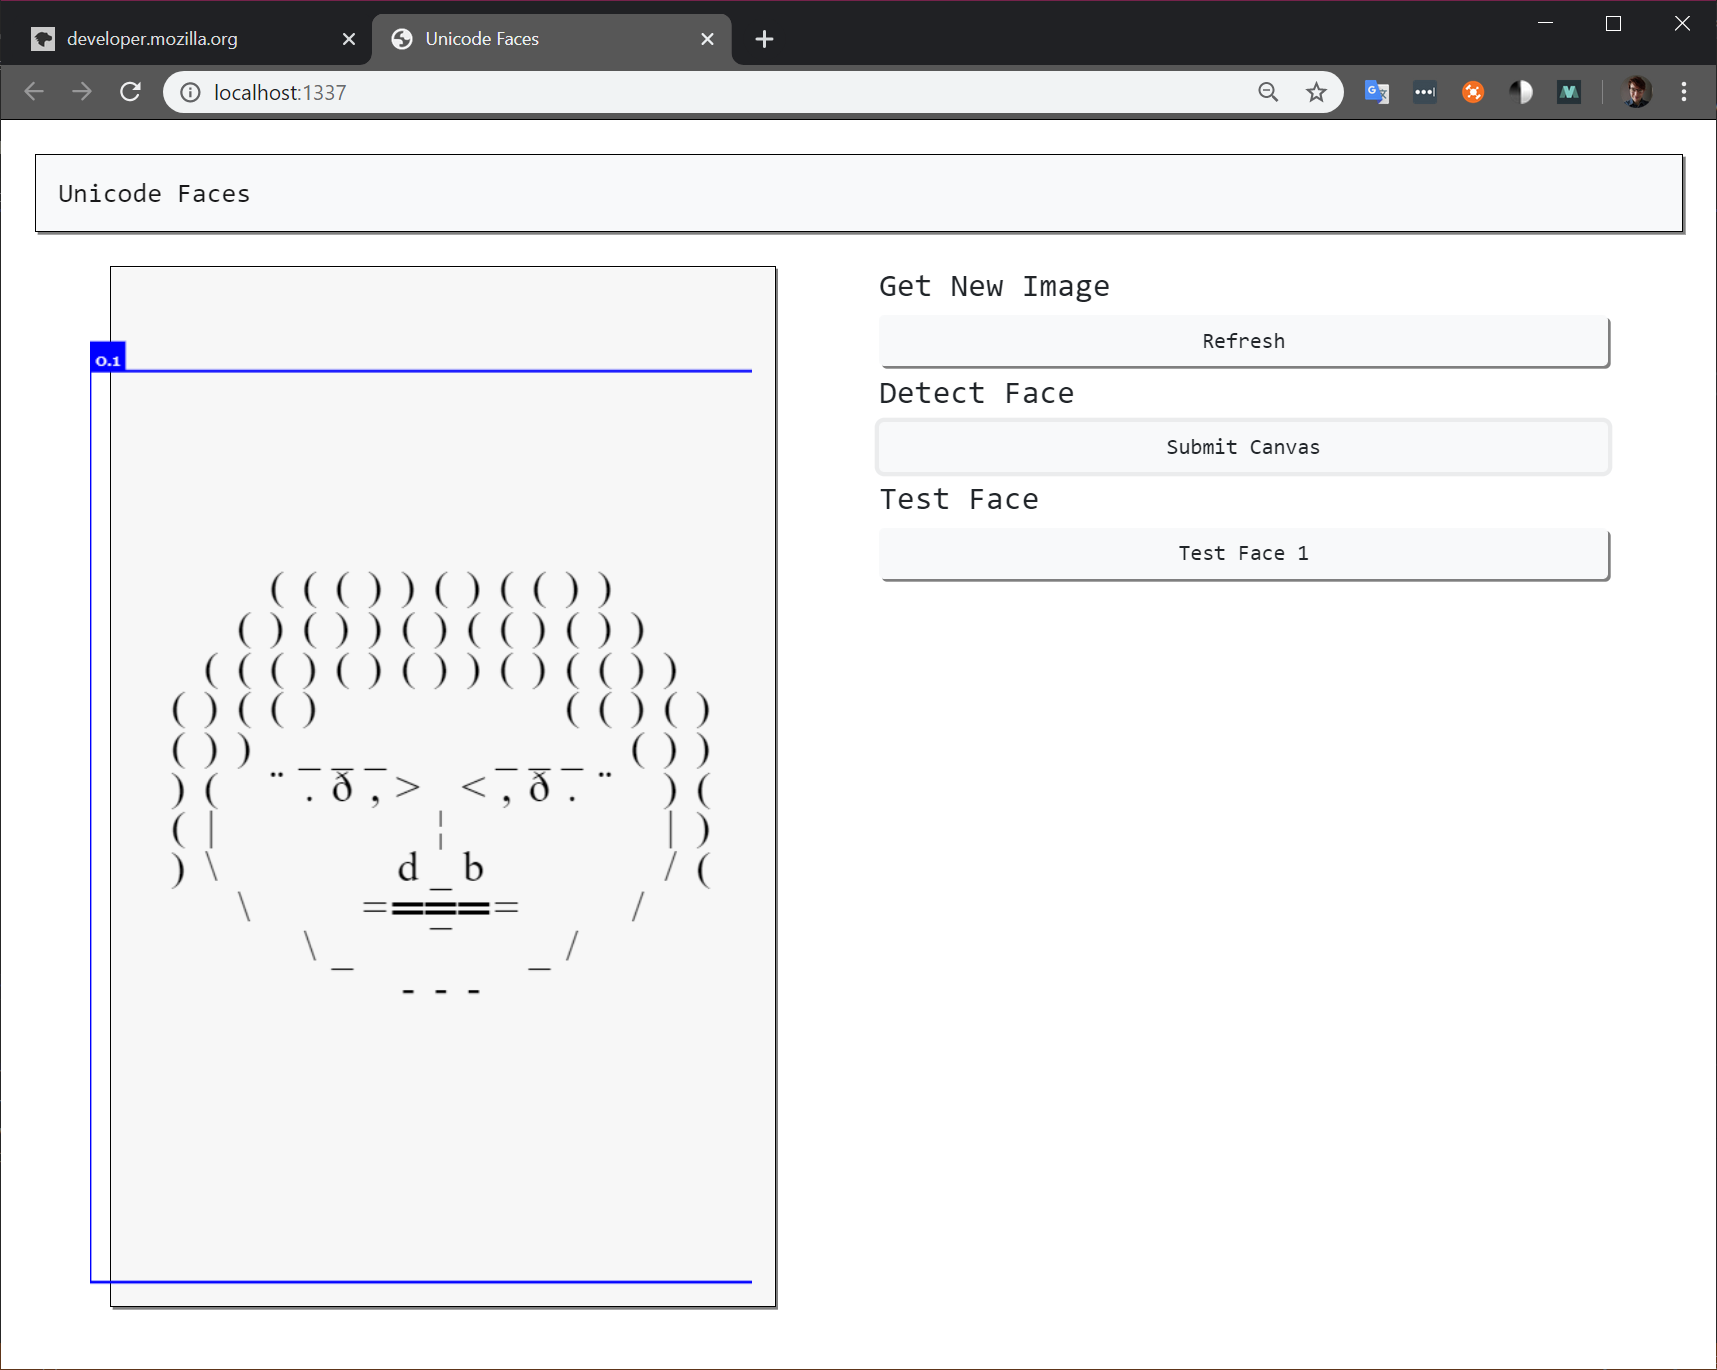 developer.mozilla.org
Unicode Faces
localhost:1337
Unicode Faces
0.1
( ( ( ) ) ( ) ( ( ) )
( ) ( ) ) ( ) ( ( ) ( ) )
( ( ( ) ( ) ( ) ) ( ) ( ( ) )
( ) ( ( ) ( ( ) ( )
( ) ) ( ) )
¨ _ _ _ _ _ _ ¨
) ( . ð , > < , ð . ) (
( | ¦ | )
) \ d _ b / (
\ =====  /
\ _ _ _ /
- - -
Get New Image
Refresh
Detect Face
Submit Canvas
Test Face
Test Face 1